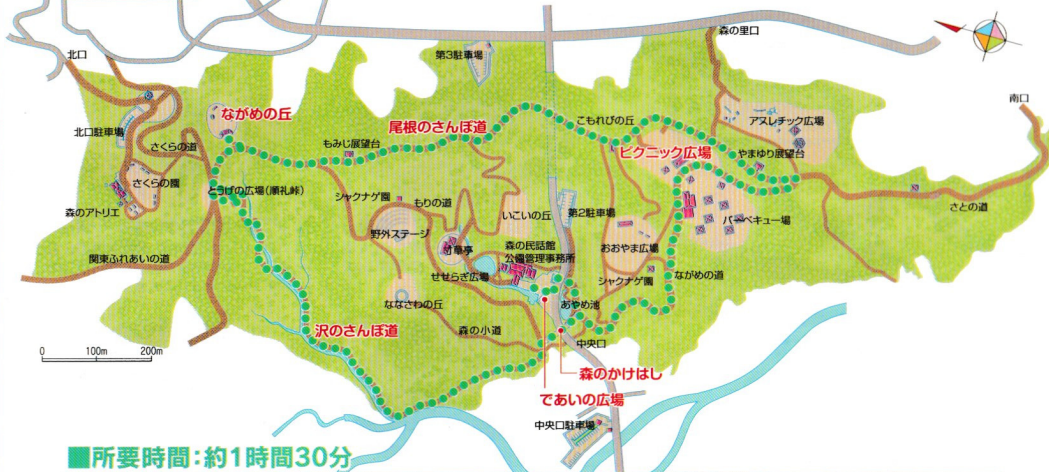 森の里口
北口
第3駐車場
南口
ながめの丘
アスレチック広場
北口駐車場
尾根のさんぽ道
こもれびの丘
さくらの道
もみじ展望台
ピクニック広場
やまゆり展望台
さくらの園
とうげの広場(順礼峠)
シャクナゲ園
もりの道
いこいの丘
第2駐車場
バーベキュー場
さとの道
森のアトリエ
野外ステージ
森の民話館
公園管理事務所
おおやま広場
関東ふれあいの道
せせらぎ広場
シャクナゲ園
ながめの道
ななさわの丘
あやめ池
沢のさんぽ道
森の小道
中央口
0 100m 200m
森のかけはし
であいの広場
中央口駐車場
■所要時間:約1時間30分